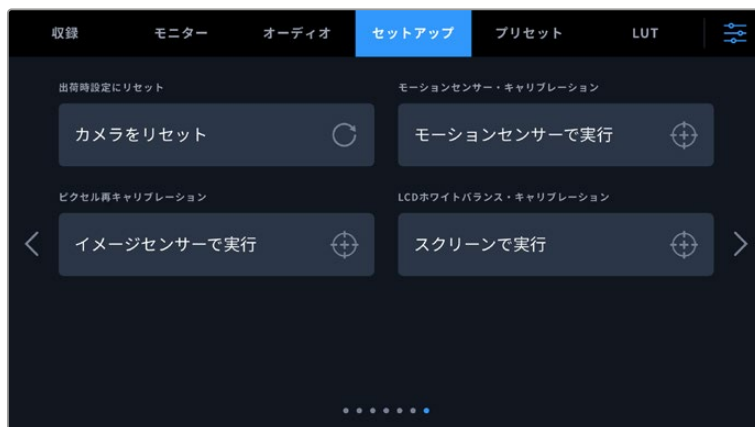 収録 モニター オーディオ セットアップ プリセット LUT
出荷時設定にリセット モーションセンサー・キャリブレーション
カメラをリセット モーションセンサーで実行
ピクセル再キャリブレーション LCDホワイトバランス・キャリブレーション
イメージセンサーで実行 スクリーンで実行